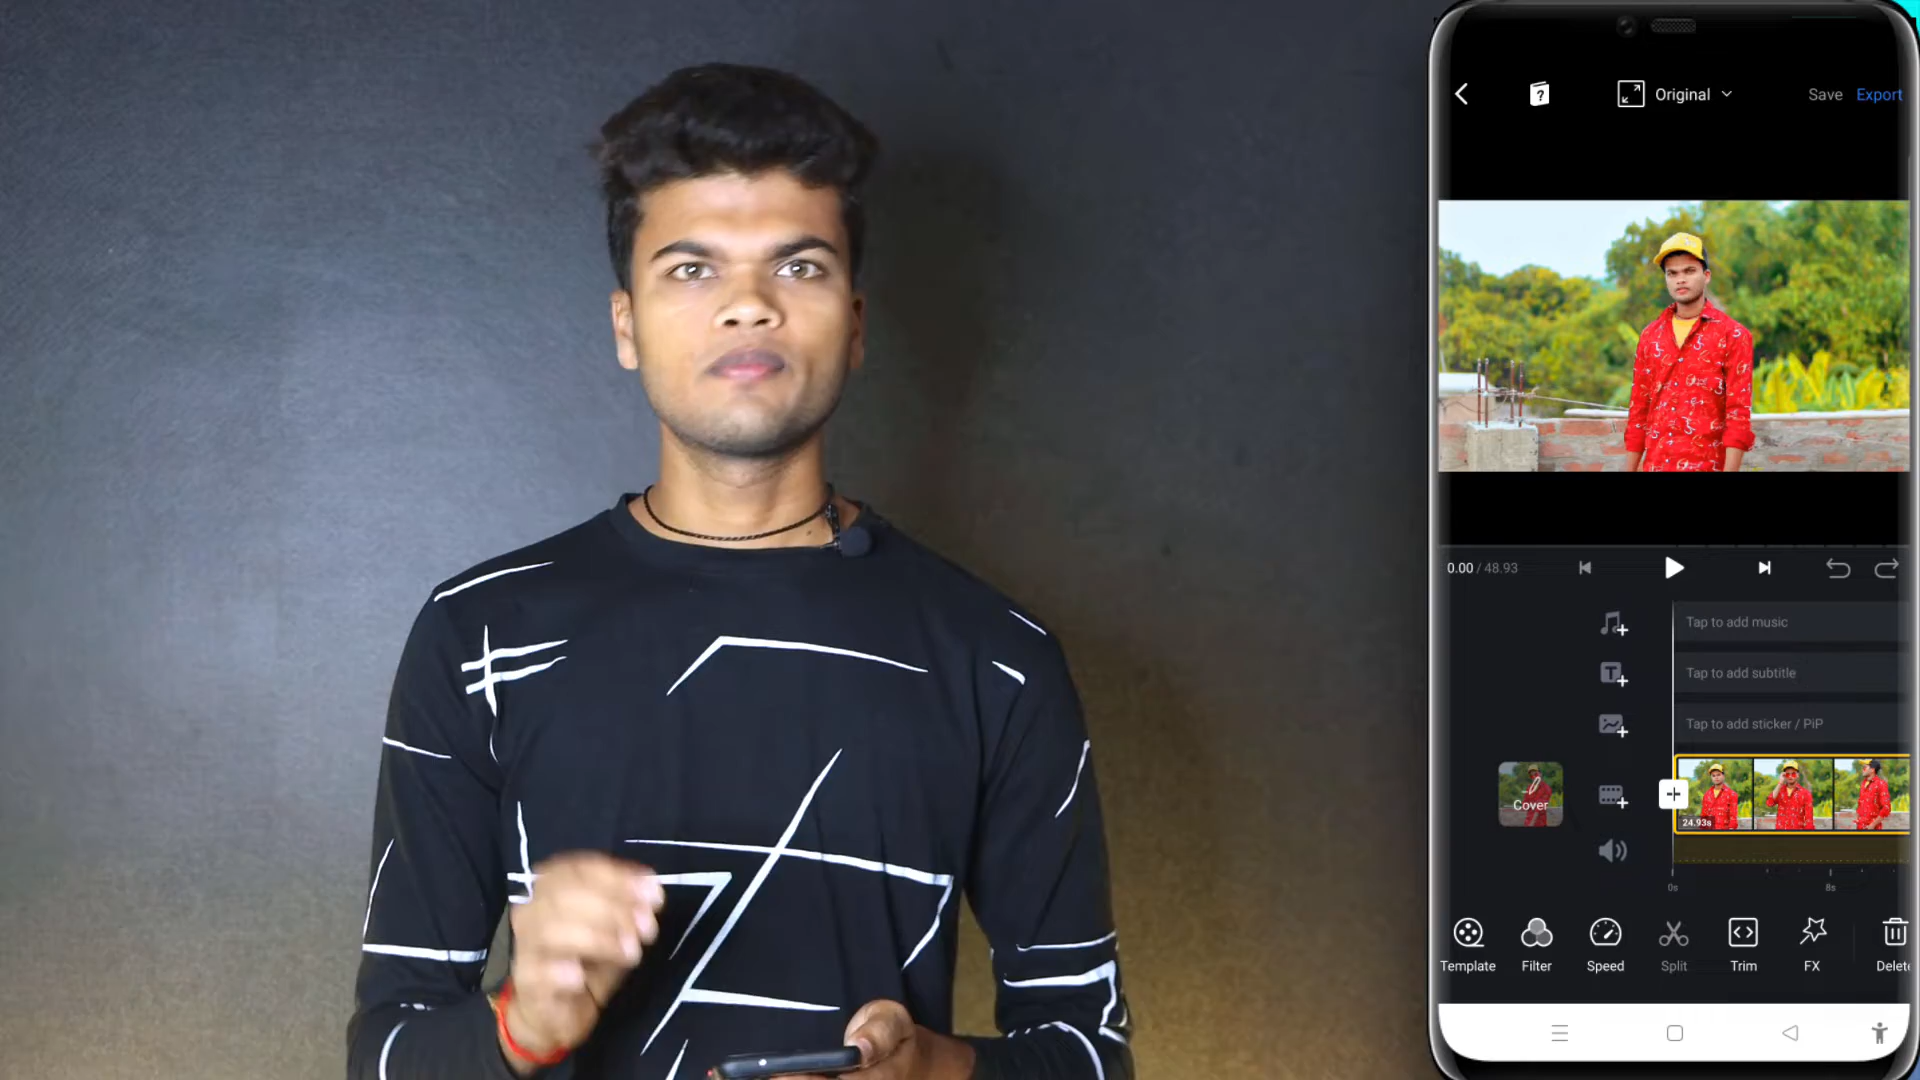 Original
Save Export
0.00 / 48.93
Tap to add music
Tap to add subtitle
Tap to add sticker / PiP
Cover
24.93s
0s 8s
Template Filter Speed Split Trim FX Delete